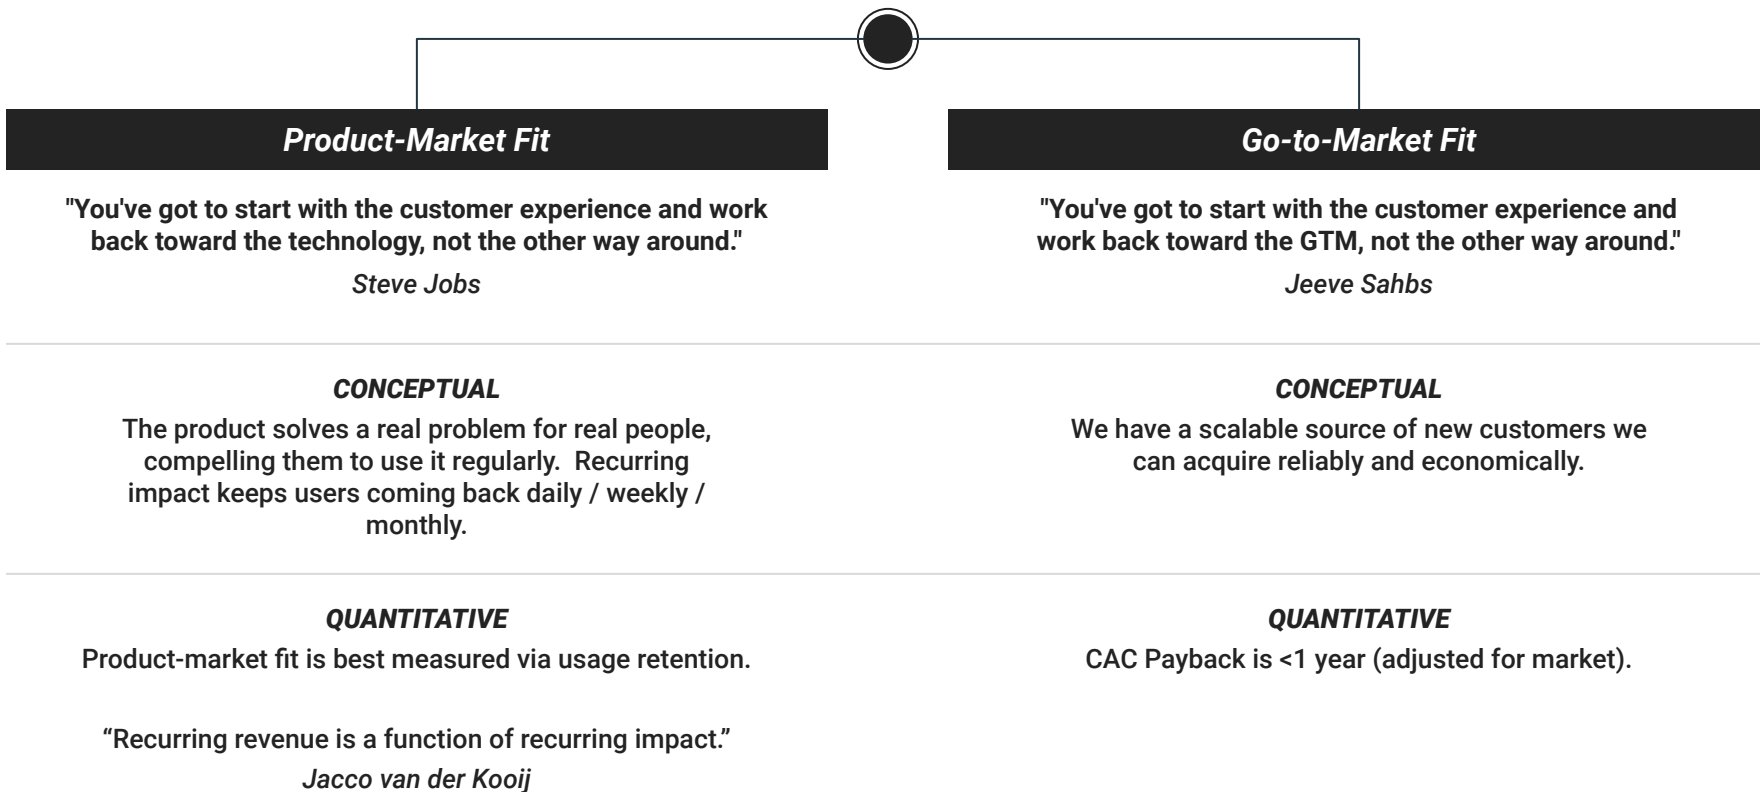 Product-Market Fit
"You've got to start with the customer experience and work
back toward the technology, not the other way around."
Steve Jobs
CONCEPTUAL
The product solves a real problem for real people,
compelling them to use it regularly.  Recurring
impact keeps users coming back daily / weekly /
monthly.
QUANTITATIVE
Product-market fit is best measured via usage retention.
“Recurring revenue is a function of recurring impact.”
Jacco van der Kooij
Go-to-Market Fit
"You've got to start with the customer experience and
work back toward the GTM, not the other way around."
Jeeve Sahbs
CONCEPTUAL
We have a scalable source of new customers we
can acquire reliably and economically.
QUANTITATIVE
CAC Payback is <1 year (adjusted for market).